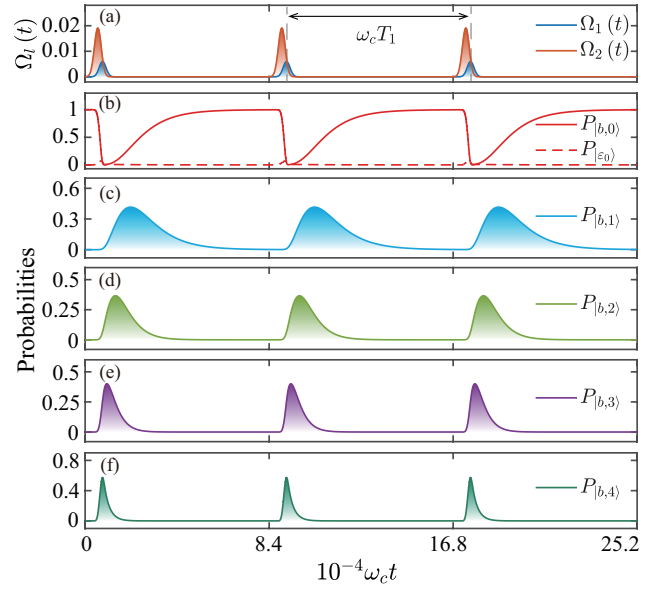 (a)
Ω_l (t)
0.02
0.01
0
ω_c T_1
Ω_1 (t)
Ω_2 (t)
(b)
1
0.5
0
P_{|b,0⟩}
P_{|ε_0⟩}
Probabilities
(c)
0.6
0.3
0
P_{|b,1⟩}
(d)
0.5
0.25
0
P_{|b,2⟩}
(e)
0.5
0.25
0
P_{|b,3⟩}
(f)
0.8
0.4
0
P_{|b,4⟩}
0 8.4 16.8 25.2
10^{-4} ω_c t